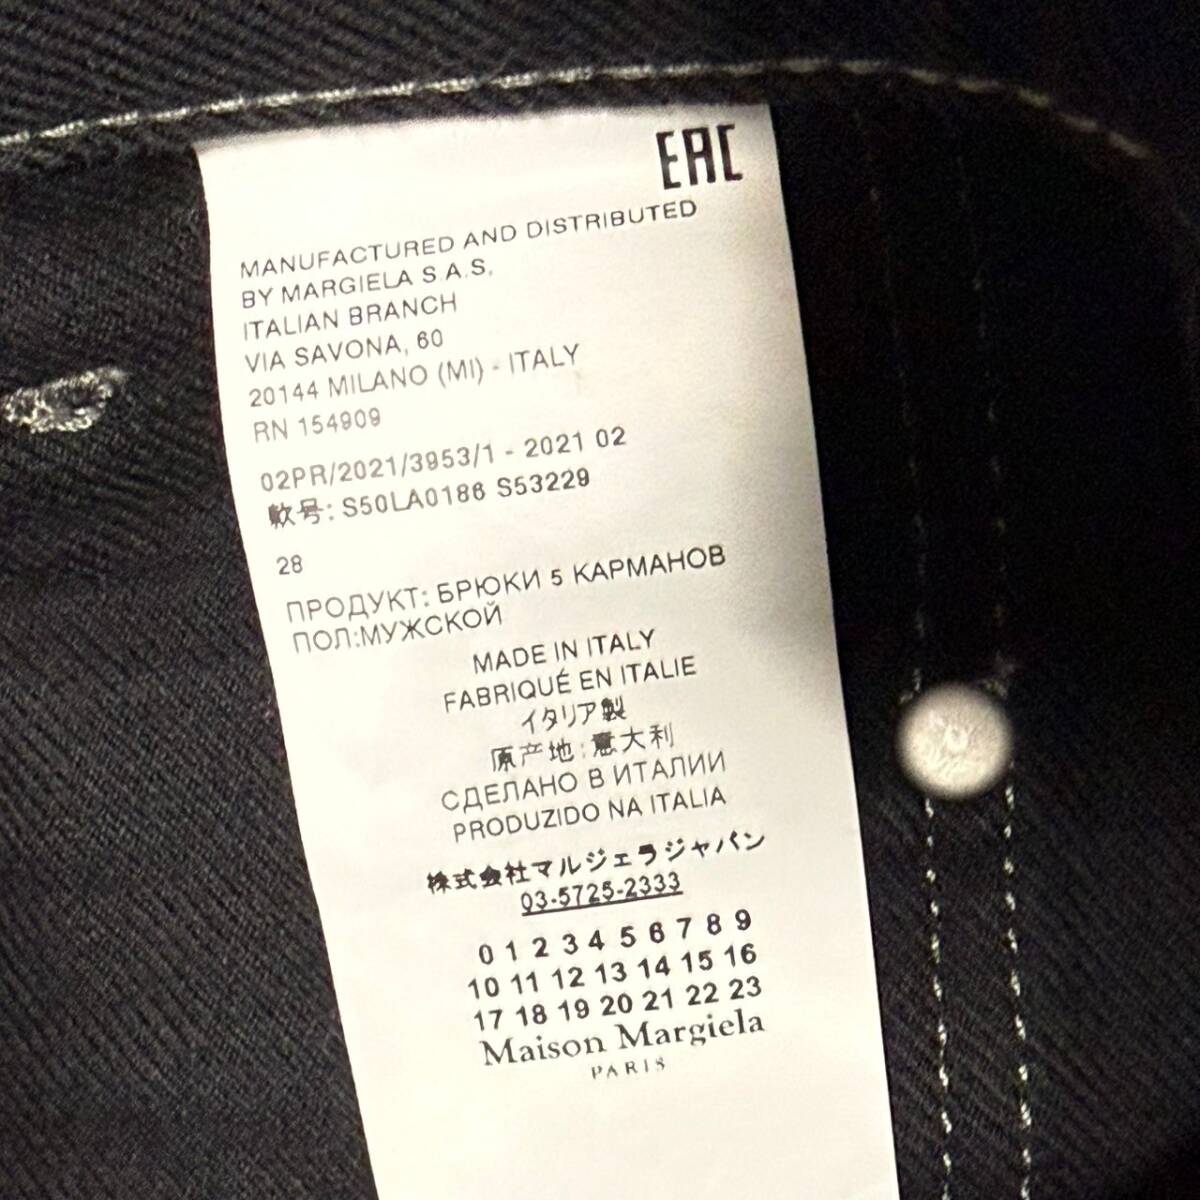 EAC
MANUFACTURED AND DISTRIBUTED
BY MARGIELA S.A.S.
ITALIAN BRANCH
VIA SAVONA, 60
20144 MILANO (MI) - ITALY
RN 154909
02PR/2021/3953/1 - 2021 02
款号: S50LA0186 S53229
28
ПРОДУКТ: БРЮКИ 5 КАРМАНОВ
ПОЛ:МУЖСКОЙ
MADE IN ITALY
FABRIQUÉ EN ITALIE
イタリア製
原产地:意大利
СДЕЛАНО В ИТАЛИИ
PRODUZIDO NA ITALIA
株式会社マルジェラジャパン
03-5725-2333
0 1 2 3 4 5 6 7 8 9
10 11 12 13 14 15 16
17 18 19 20 21 22 23
Maison Margiela
PARIS